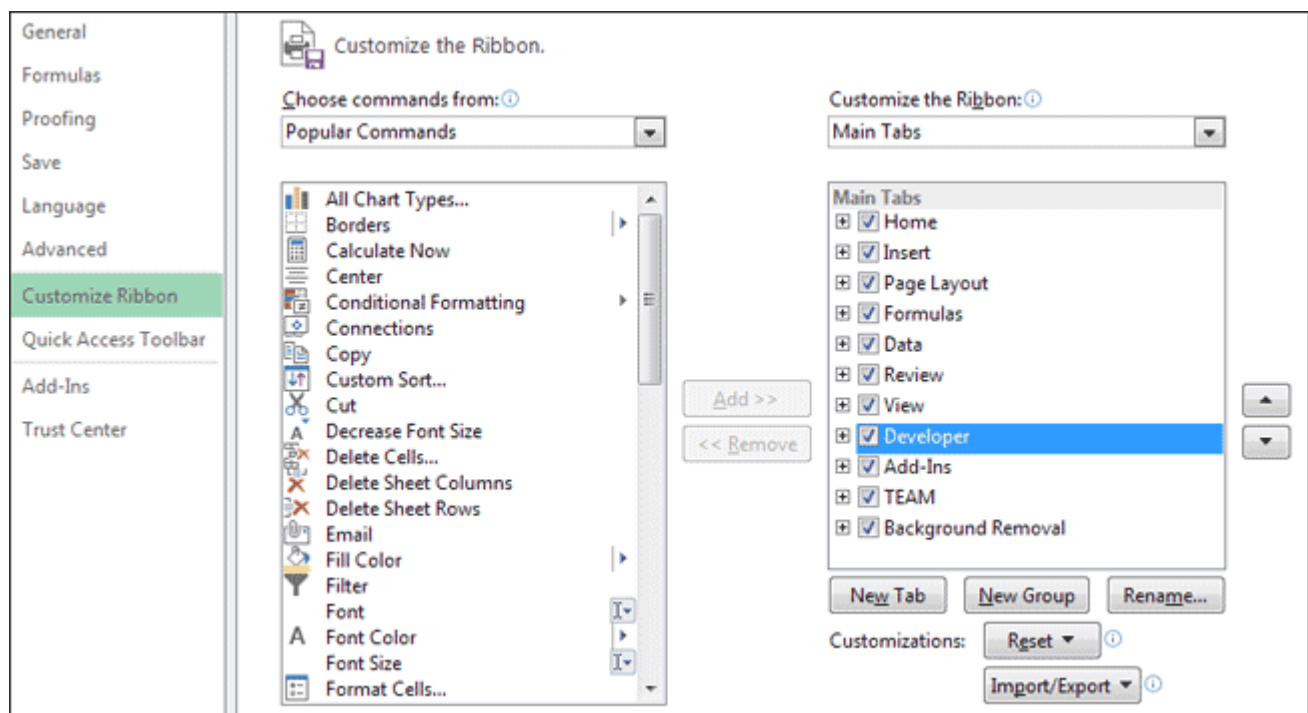 General
Formulas
Proofing
Save
Language
Advanced
Customize Ribbon
Quick Access Toolbar
Add-Ins
Trust Center
Customize the Ribbon.
Choose commands from:
Popular Commands
All Chart Types...
Borders
Calculate Now
Center
Conditional Formatting
Connections
Copy
Custom Sort...
Cut
Decrease Font Size
Delete Cells...
Delete Sheet Columns
Delete Sheet Rows
Email
Fill Color
Filter
Font
Font Color
Font Size
Format Cells...
Add >>
<< Remove
Customize the Ribbon:
Main Tabs
Main Tabs
Home
Insert
Page Layout
Formulas
Data
Review
View
Developer
Add-Ins
TEAM
Background Removal
New Tab New Group Rename...
Customizations: Reset
Import/Export